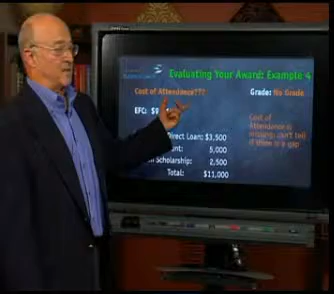 Evaluating Your Award: Example 4
Cost of Attendance???
Grade: No Grade
EFC: $
Cost of
Attendance is
missing; can't tell
if there is a gap
Direct Loan: $3,500
5,000
Scholarship: 2,500
Total: $11,000